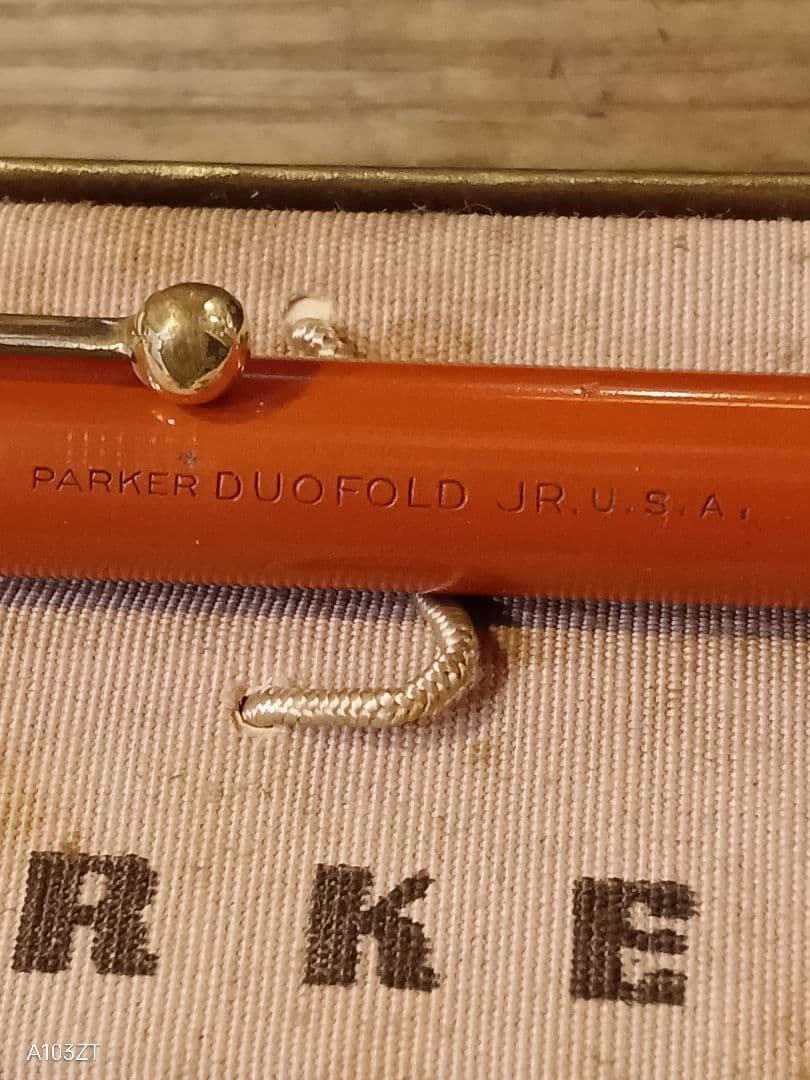 PARKER DUOFOLD JR. U.S.A.
RKE
A103ZT